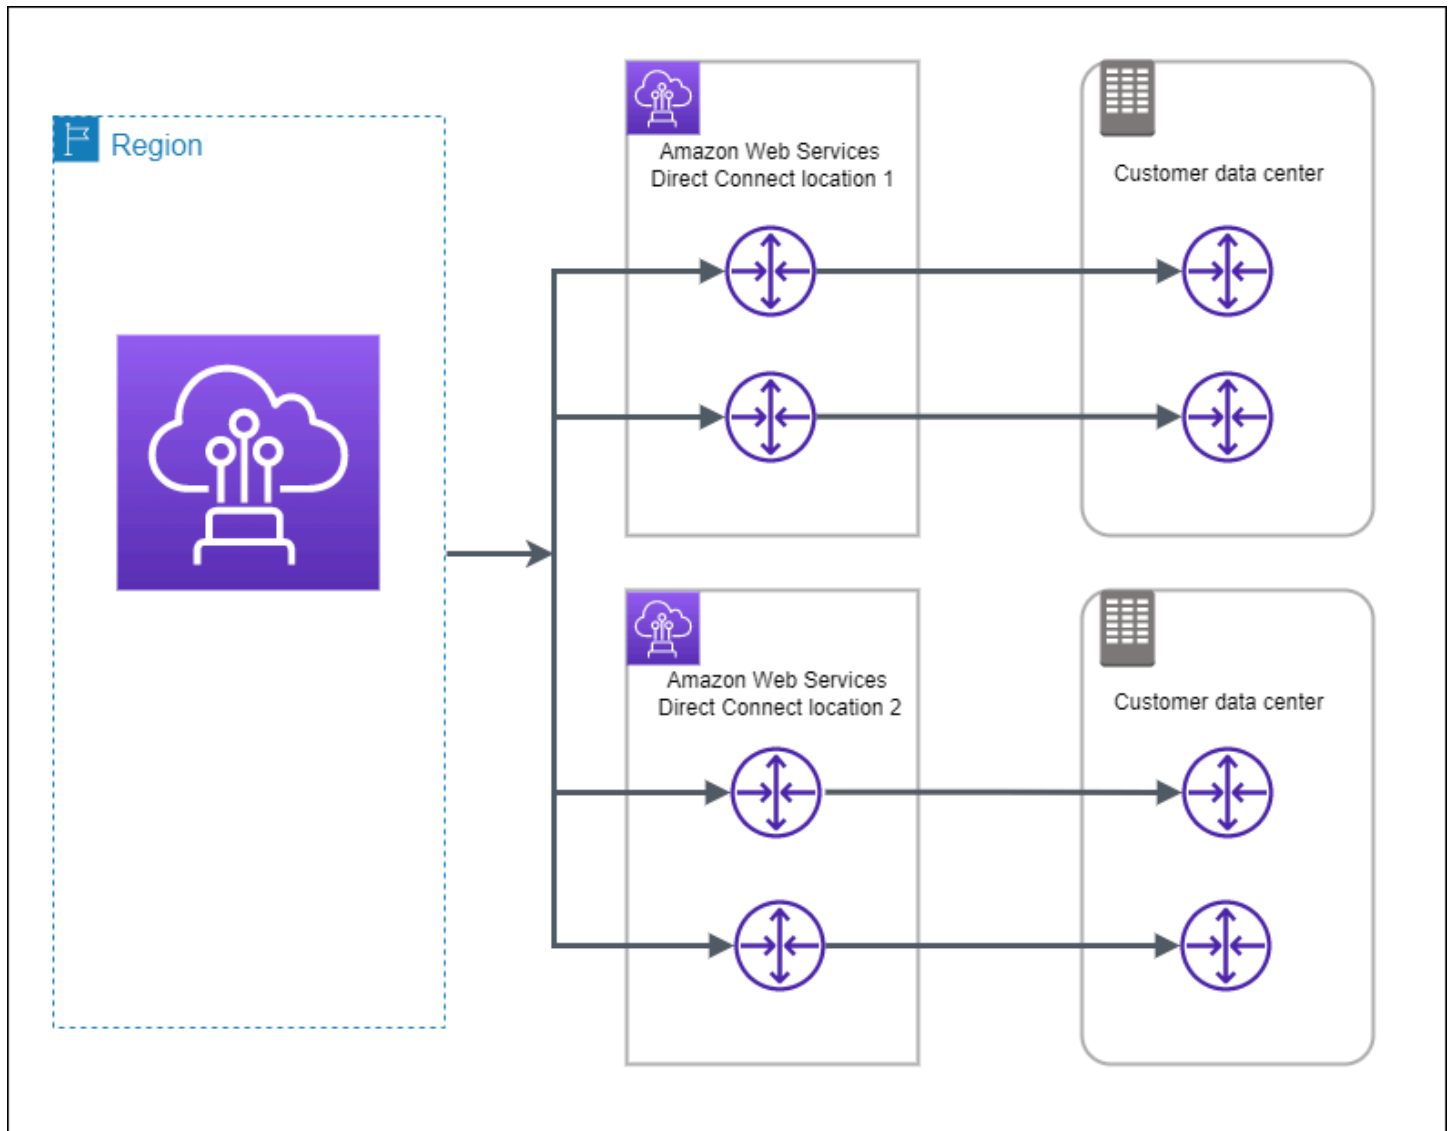 Region
Amazon Web Services
Direct Connect location 1
Customer data center
Amazon Web Services
Direct Connect location 2
Customer data center